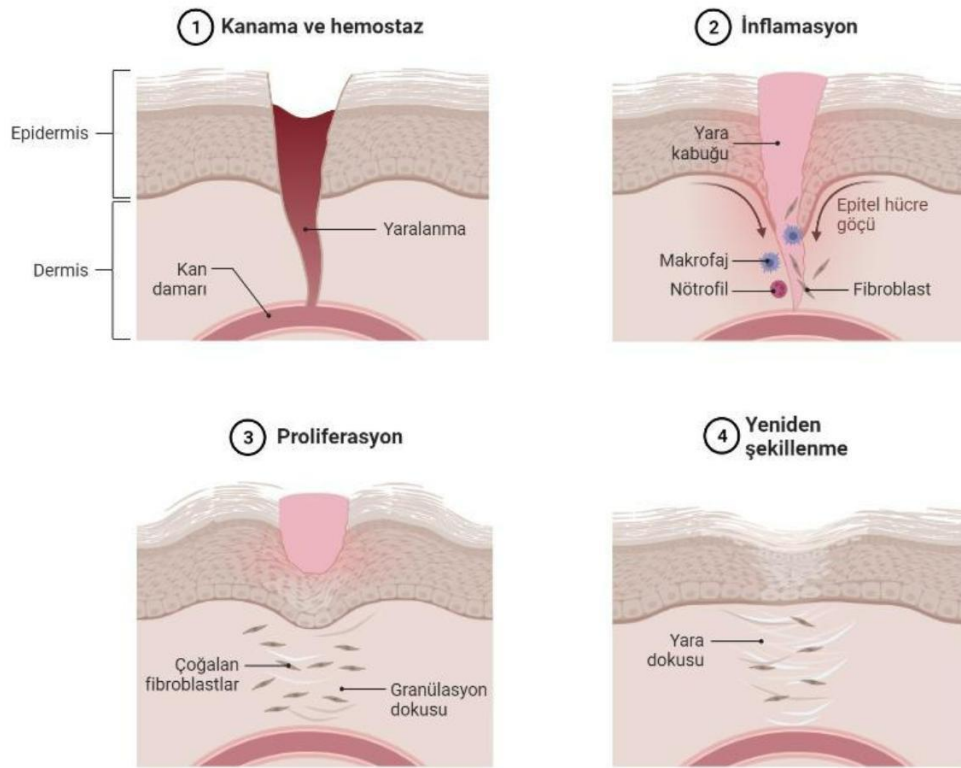 1 Kanama ve hemostaz
Epidermis
Dermis
Yaralanma
Kan
damarı
2 İnflamasyon
Yara
kabuğu
Epitel hücre
göçü
Makrofaj
Nötrofil
Fibroblast
3 Proliferasyon
Çoğalan
fibroblastlar
Granülasyon
dokusu
4 Yeniden
şekillenme
Yara
dokusu